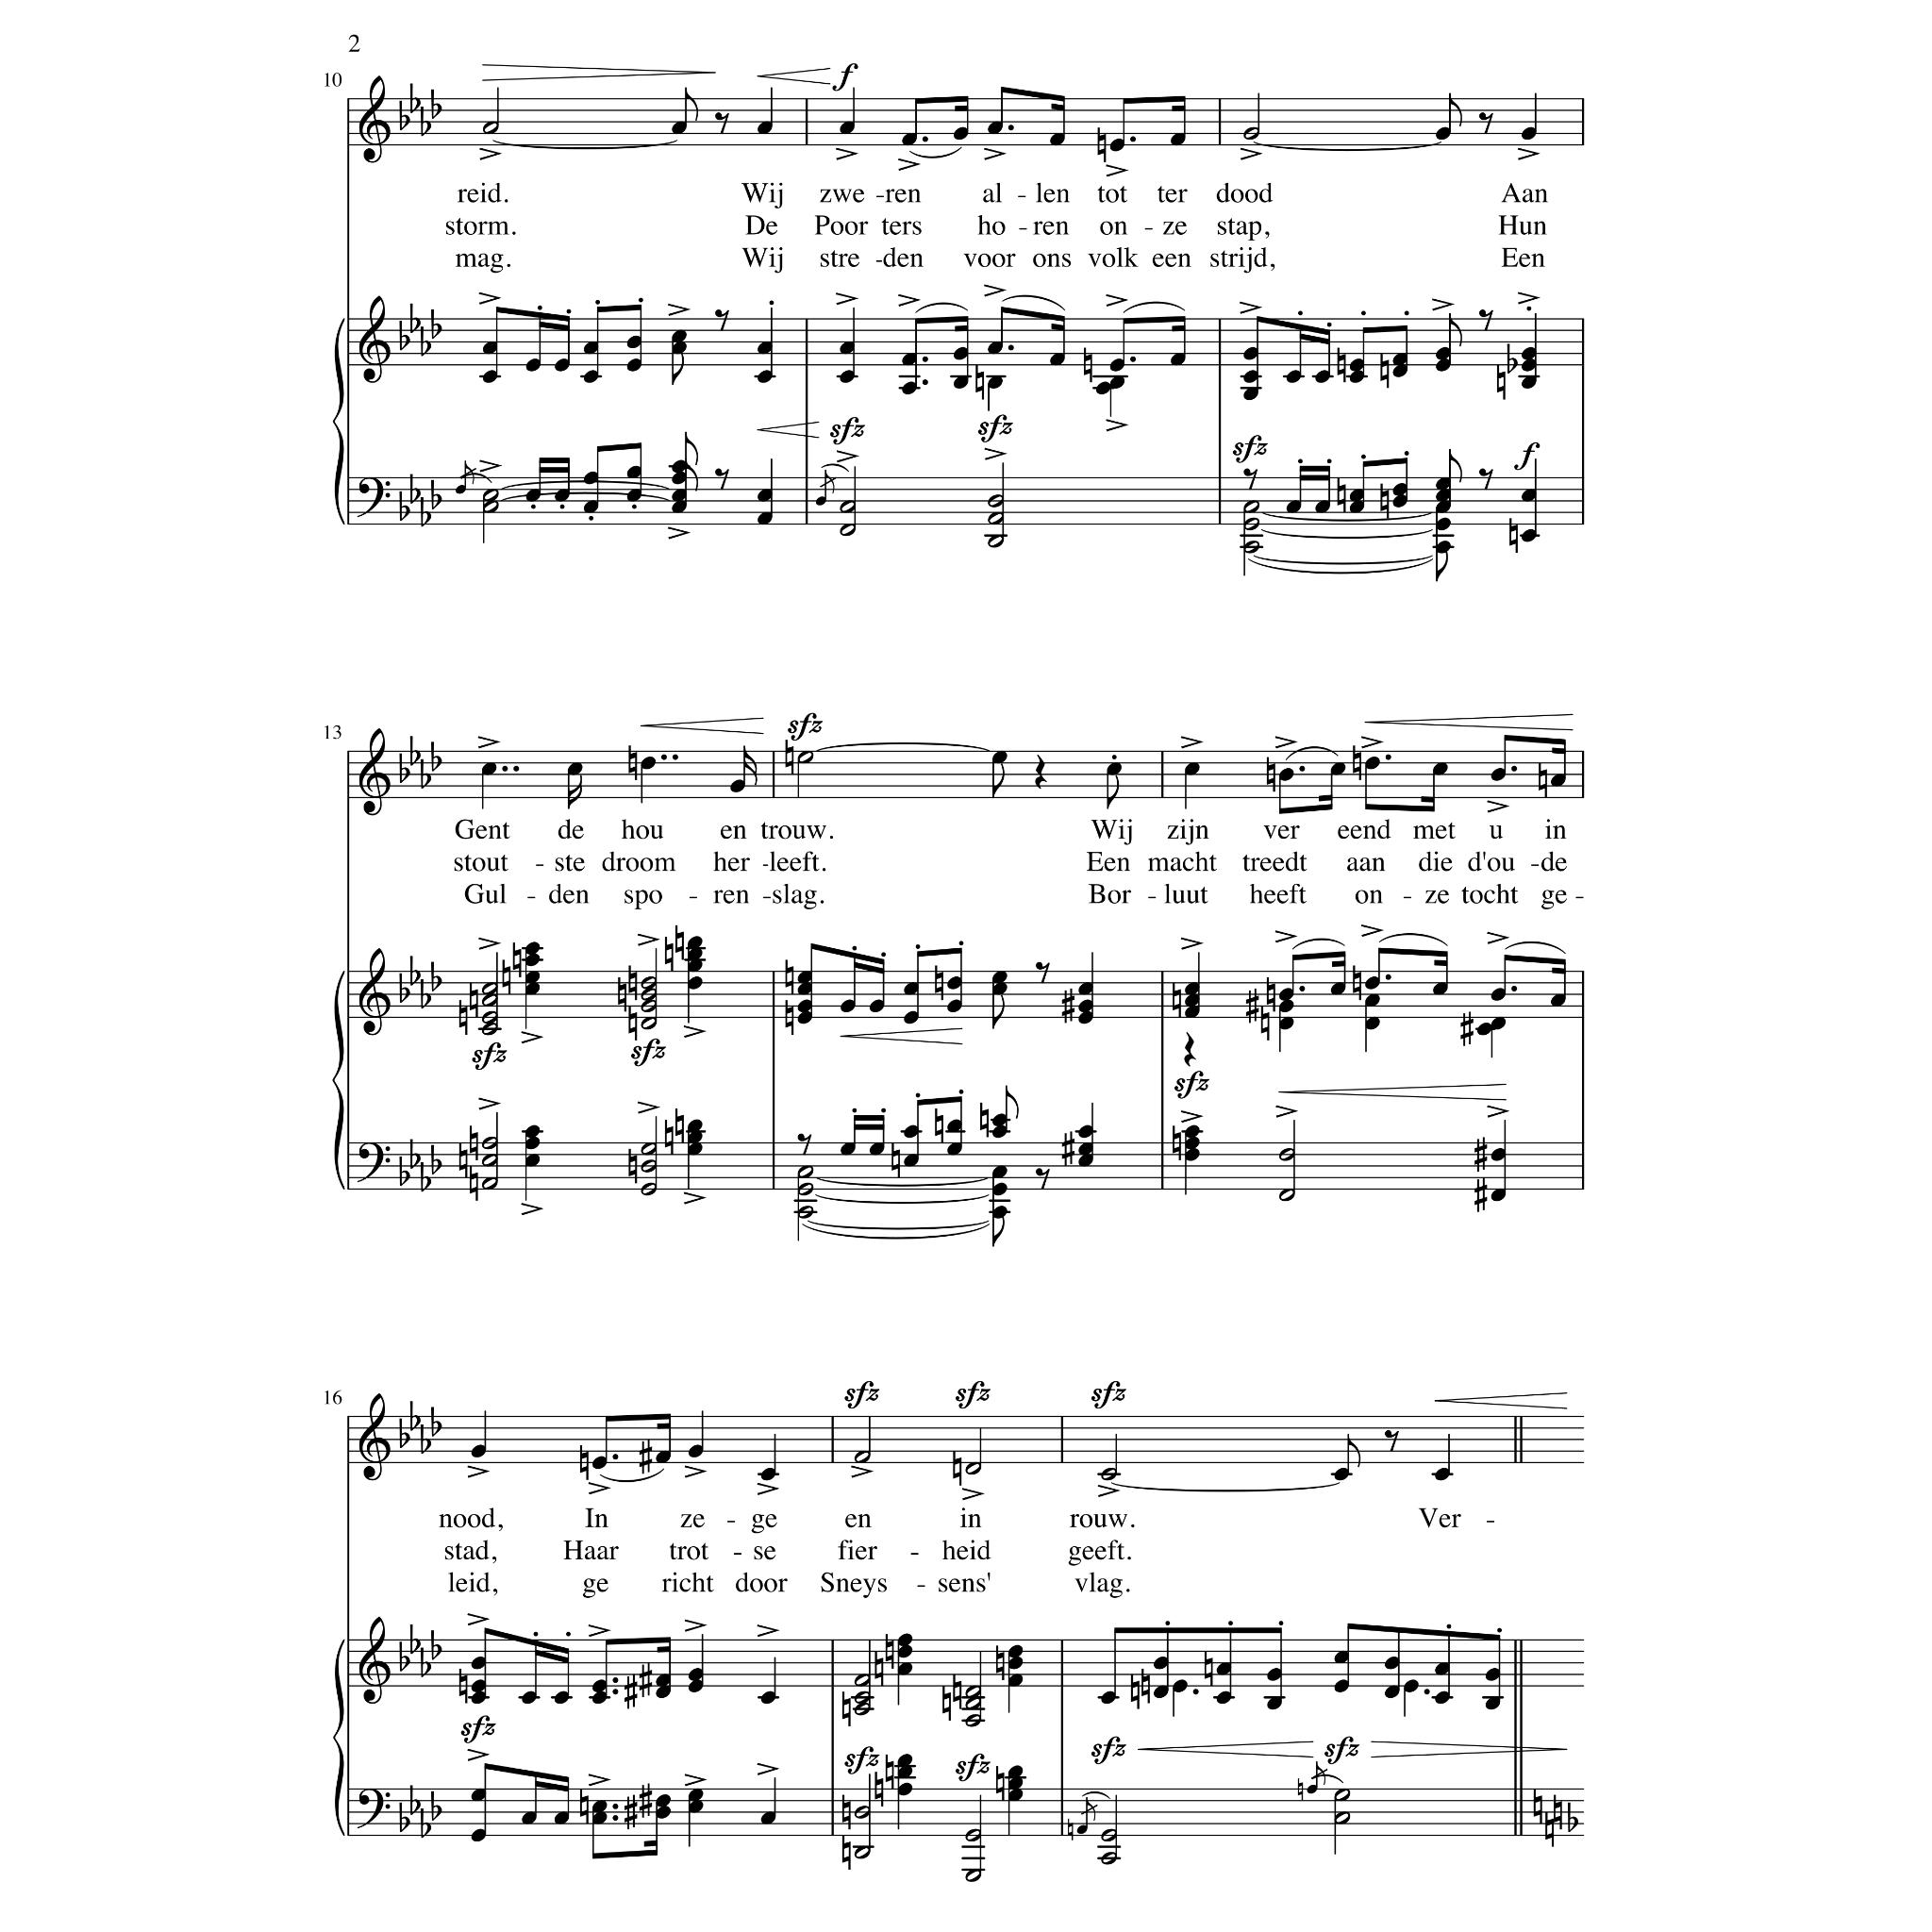 2
10
f
reid. Wij zwe - ren al - len tot ter dood Aan
storm. De Poor ters ho - ren on - ze stap, Hun
mag. Wij stre - den voor ons volk een strijd, Een
sfz sfz sfz f
13
sfz
Gent de hou en trouw. Wij zijn ver eend met u in
stout - ste droom her - leeft. Een macht treedt aan die d'ou - de
Gul - den spo - ren - slag. Bor - luut heeft on - ze tocht ge -
sfz sfz sfz
16
sfz sfz sfz
nood, In ze - ge en in rouw. Ver -
stad, Haar trot - se fier - heid geeft.
leid, ge richt door Sneys - sens' vlag.
sfz sfz sfz sfz sfz